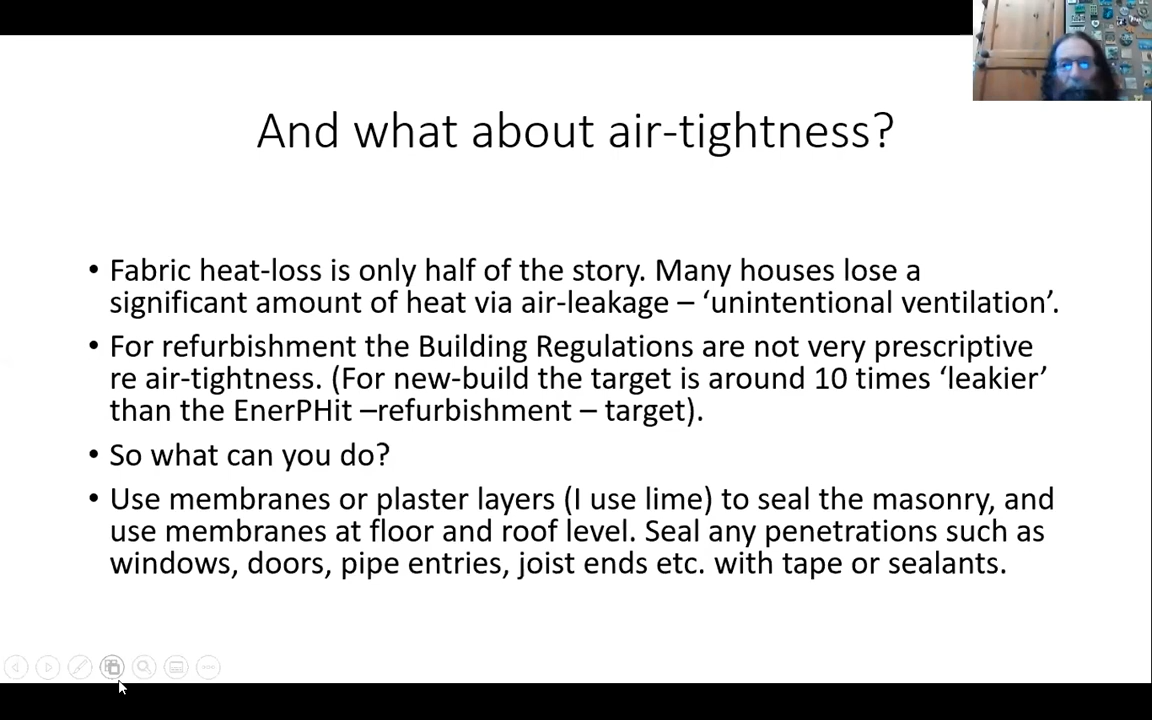 And what about air-tightness?
• Fabric heat-loss is only half of the story. Many houses lose a
significant amount of heat via air-leakage – ‘unintentional ventilation’.
• For refurbishment the Building Regulations are not very prescriptive
re air-tightness. (For new-build the target is around 10 times ‘leakier’
than the EnerPHit –refurbishment – target).
• So what can you do?
• Use membranes or plaster layers (I use lime) to seal the masonry, and
use membranes at floor and roof level. Seal any penetrations such as
windows, doors, pipe entries, joist ends etc. with tape or sealants.